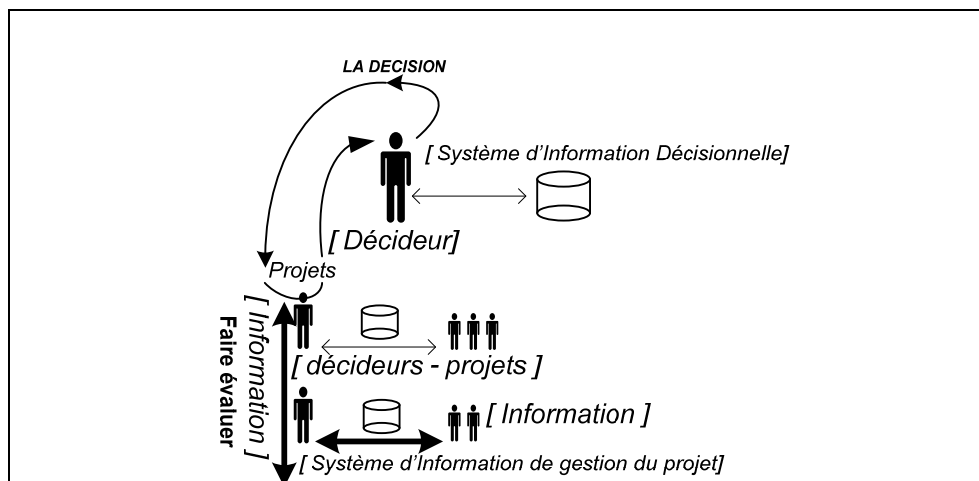 LA DECISION
[ Système d'Information Décisionnelle]
[ Décideur]
Projets
[ Information ]
Faire évaluer
[ décideurs - projets ]
[ Information ]
[ Système d'Information de gestion du projet]